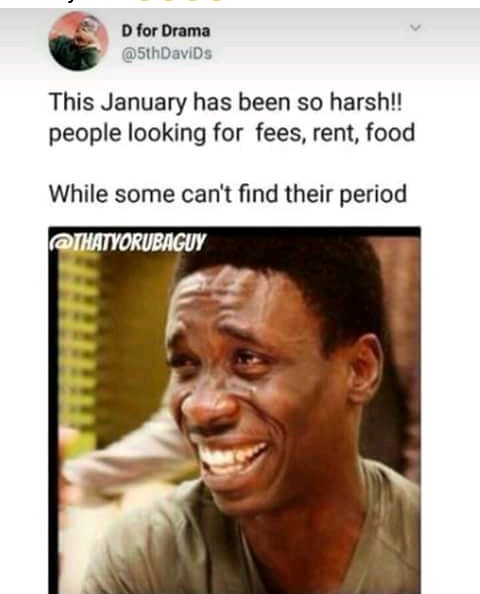 D for Drama
@5thDaviDs
This January has been so harsh!!
people looking for fees, rent, food
While some can't find their period
@THATYORUBAGUY